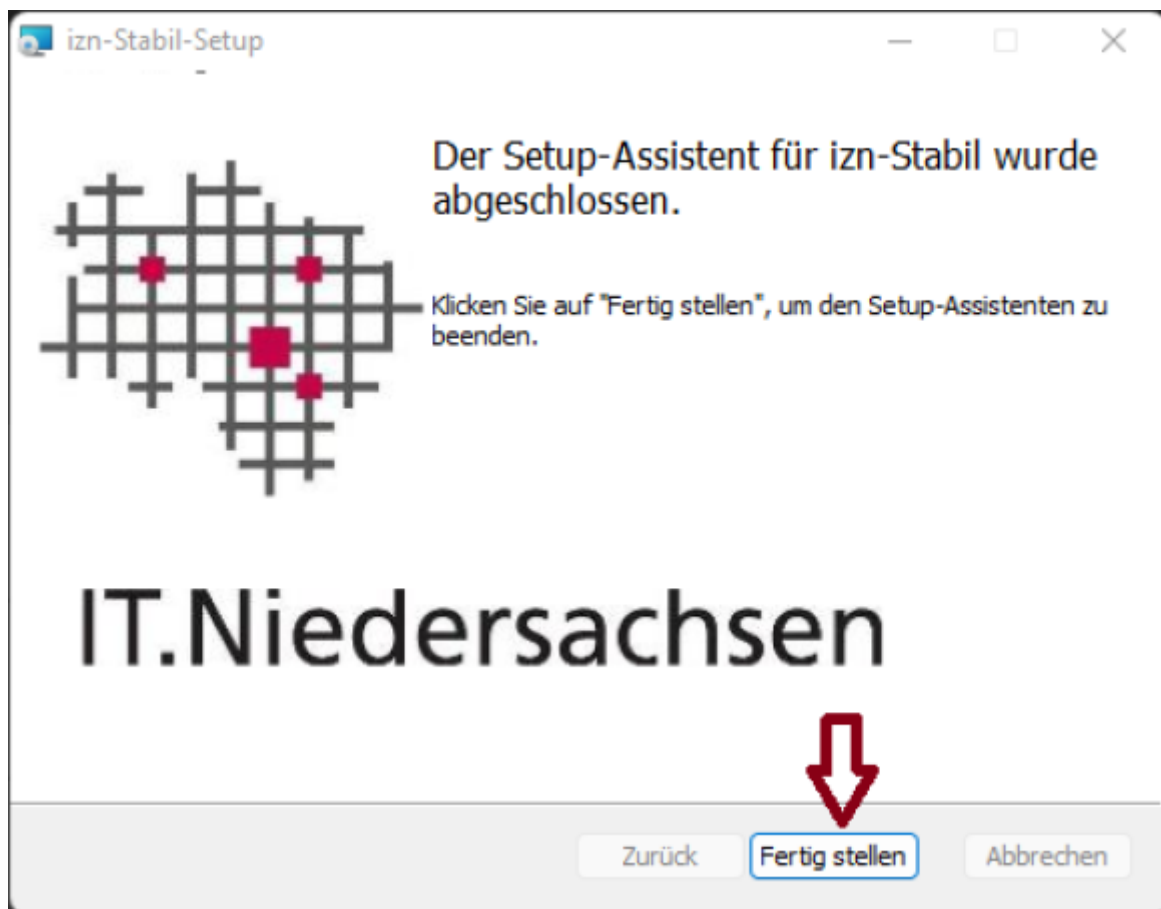 izn-Stabil-Setup
Der Setup-Assistent für izn-Stabil wurde
abgeschlossen.
Klicken Sie auf "Fertig stellen", um den Setup-Assistenten zu
beenden.
IT.Niedersachsen
Zurück Fertig stellen Abbrechen